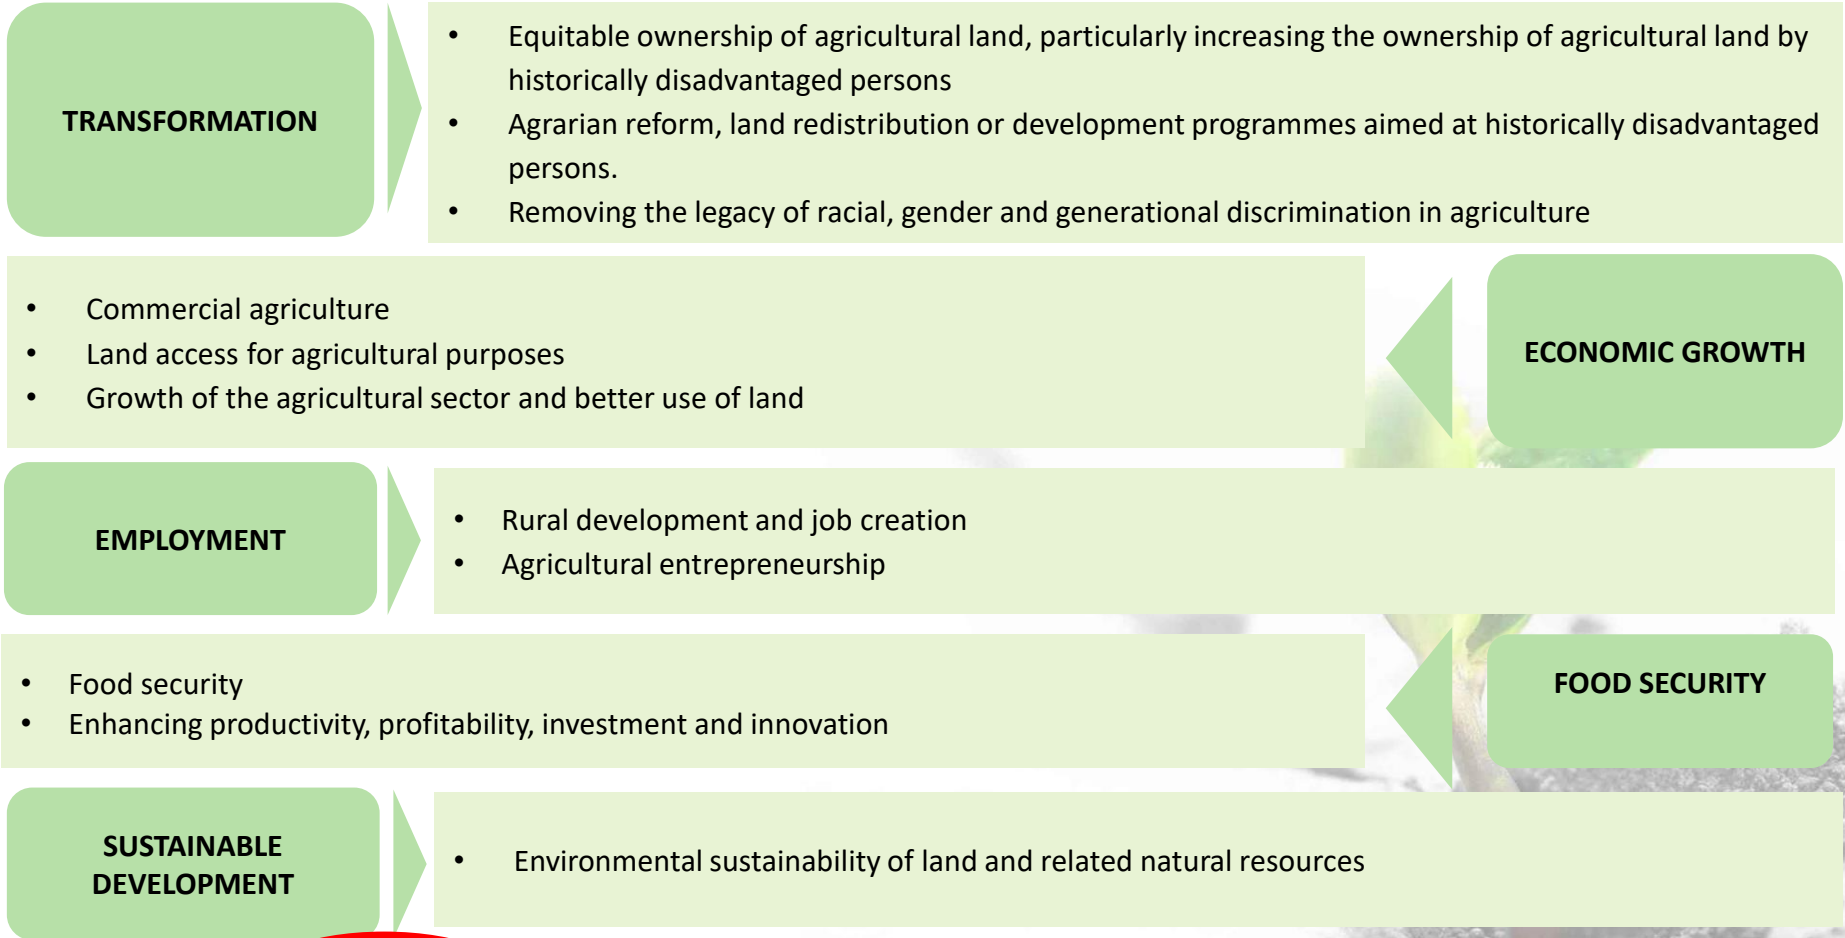 TRANSFORMATION
• Equitable ownership of agricultural land, particularly increasing the ownership of agricultural land by
historically disadvantaged persons
• Agrarian reform, land redistribution or development programmes aimed at historically disadvantaged
persons.
• Removing the legacy of racial, gender and generational discrimination in agriculture
• Commercial agriculture
• Land access for agricultural purposes
• Growth of the agricultural sector and better use of land
ECONOMIC GROWTH
EMPLOYMENT
• Rural development and job creation
• Agricultural entrepreneurship
• Food security
• Enhancing productivity, profitability, investment and innovation
FOOD SECURITY
SUSTAINABLE
DEVELOPMENT
• Environmental sustainability of land and related natural resources